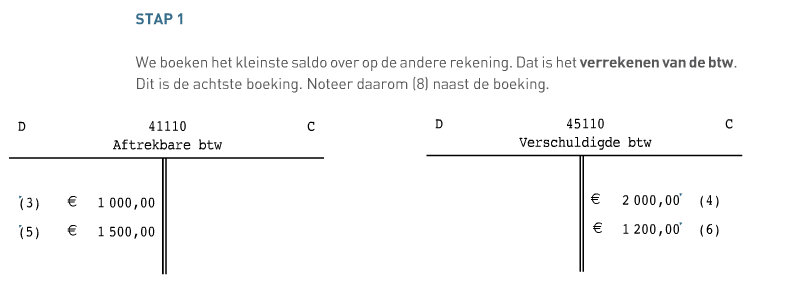 STAP 1
We boeken het kleinste saldo over op de andere rekening. Dat is het verrekenen van de btw.
Dit is de achtste boeking. Noteer daarom (8) naast de boeking.
D 41110 C
Aftrekbare btw
(3) € 1 000,00
(5) € 1 500,00
D 45110 C
Verschuldigde btw
€ 2 000,00 (4)
€ 1 200,00 (6)